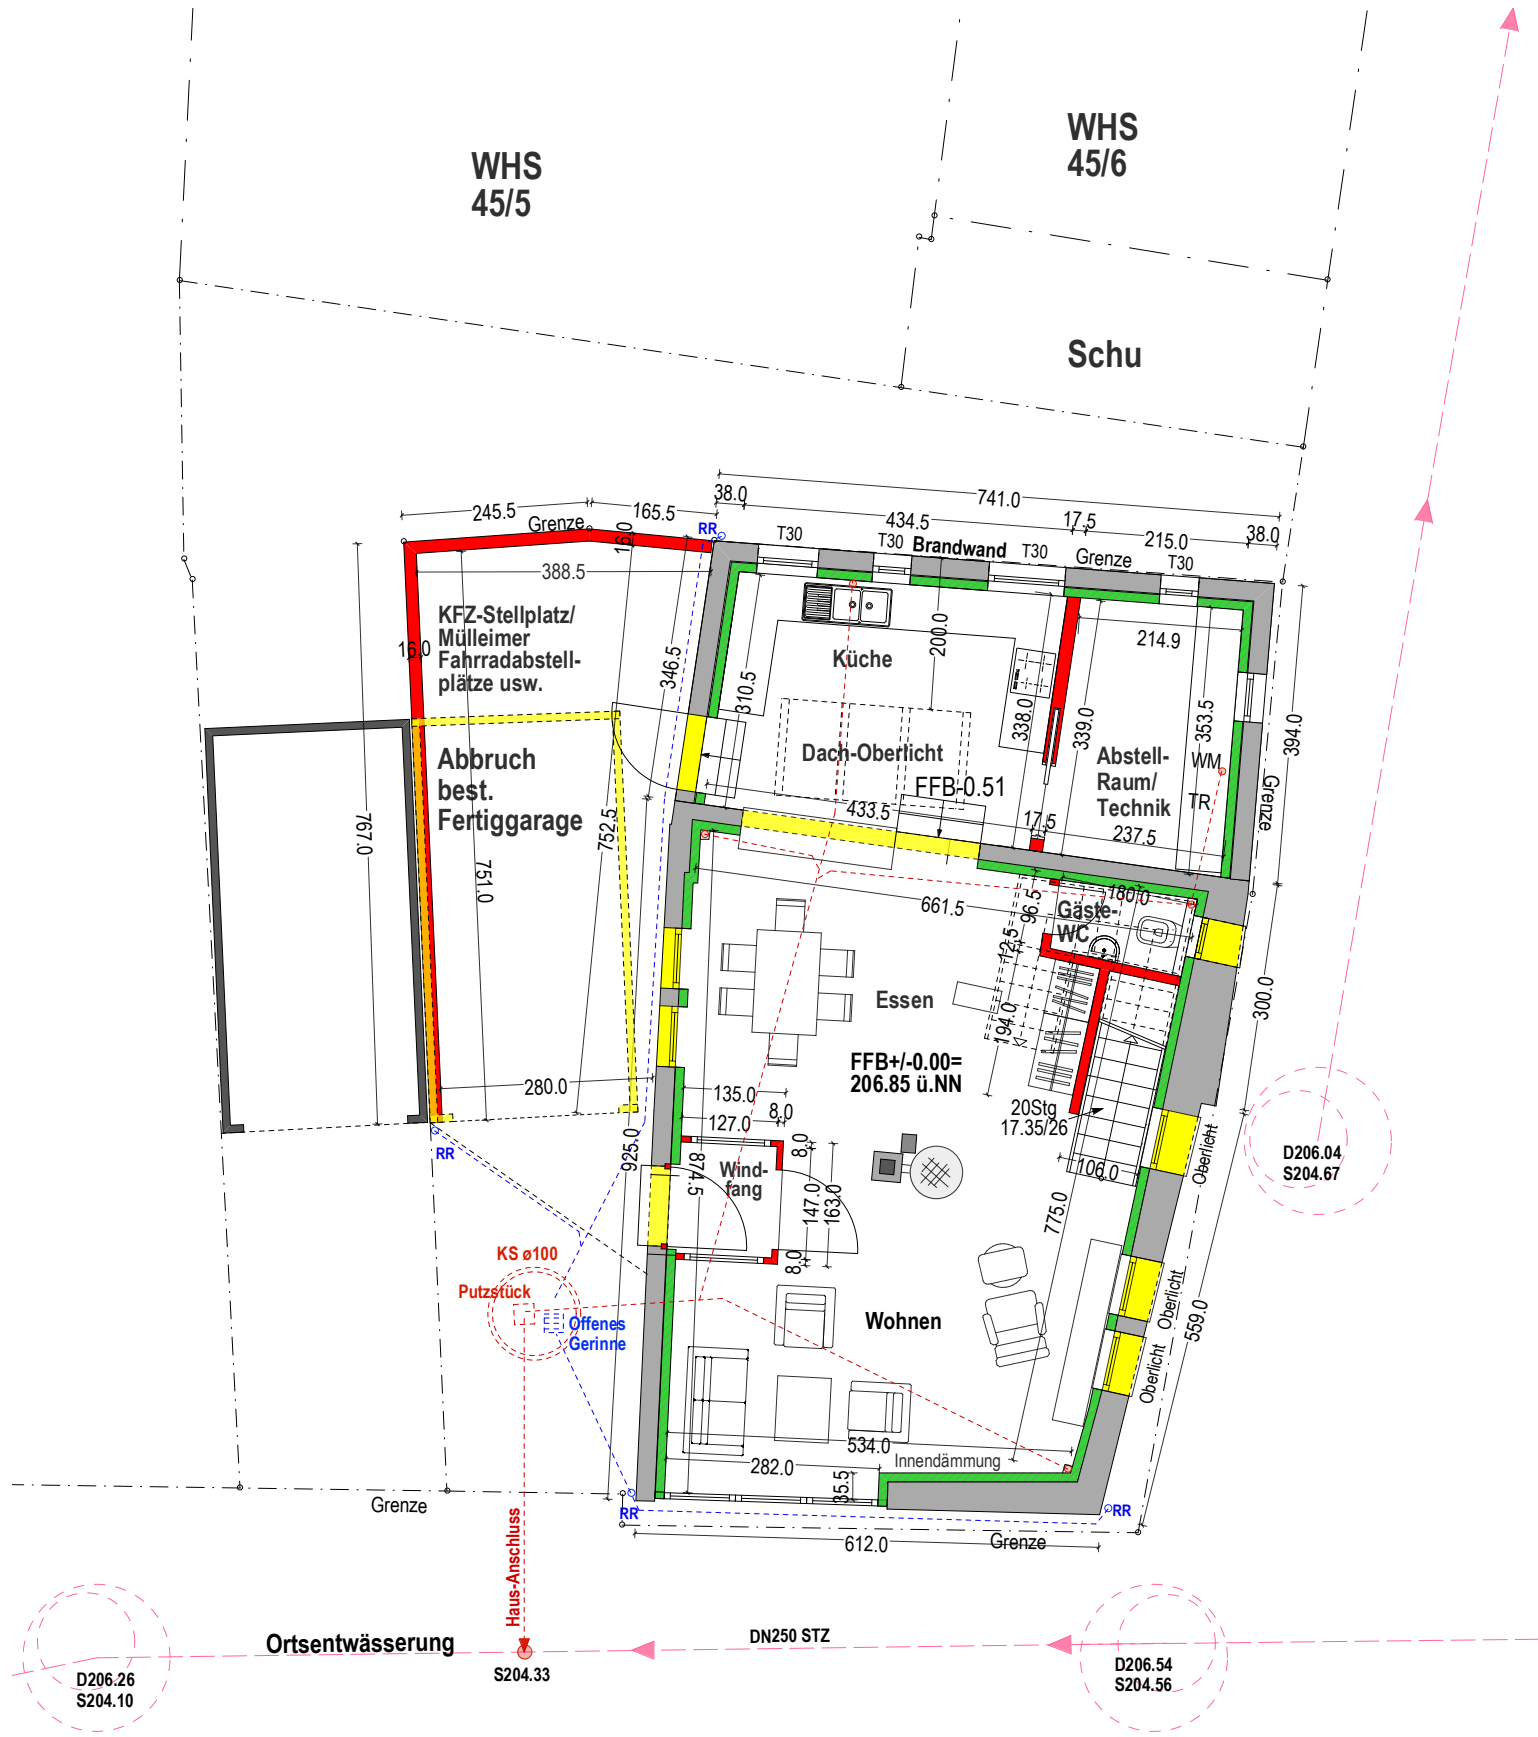 WHS
45/5
WHS
45/6
Schu
741.0
38.0
434.5
17.5
215.0
38.0
245.5
165.5
Grenze
16.0
RR
T30
T30
Brandwand
T30
Grenze
T30
388.5
KFZ-Stellplatz/
Mülleimer
Fahrradabstell-
plätze usw.
16.0
346.5
310.5
200.0
Küche
338.0
339.0
214.9
353.5
394.0
Abbruch
best.
Fertiggarage
Dach-Oberlicht
FFB-0.51
Abstell-
Raum/
Technik
WM
TR
Grenze
767.0
751.0
752.5
433.5
17.5
237.5
661.5
96.5
180.0
Gäste-
WC
12.5
194.0
300.0
Essen
FFB+/-0.00=
206.85 ü.NN
280.0
135.0
127.0
8.0
8.0
20Stg
17.35/26
106.0
RR
925.0
874.5
Wind-
fang
147.0
163.0
8.0
775.0
Oberlicht
D206.04
S204.67
KS ø100
Putzstück
Offenes
Gerinne
Wohnen
Oberlicht
559.0
Oberlicht
534.0
282.0
35.5
Innendämmung
Grenze
RR
RR
612.0
Grenze
Haus-Anschluss
Ortsentwässerung
DN250 STZ
S204.33
D206.26
S204.10
D206.54
S204.56